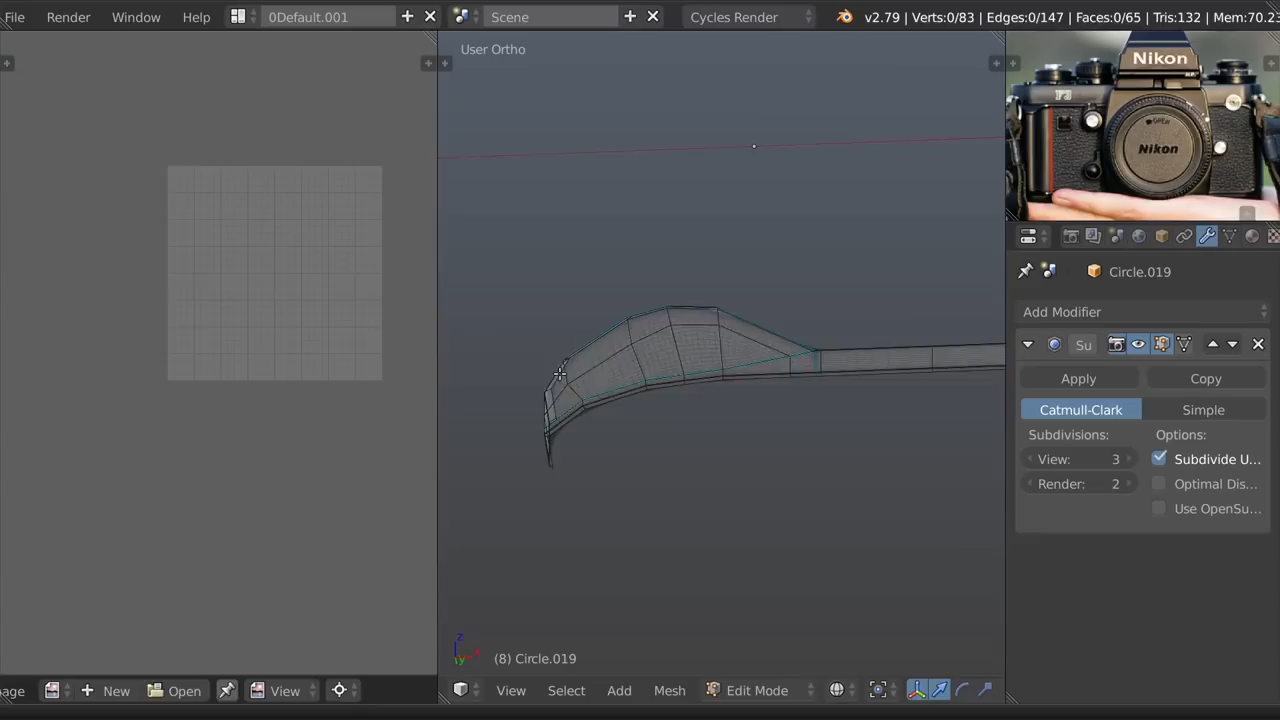 File Render Window Help 0Default.001 Scene Cycles Render v2.79 | Verts:0/83 | Edges:0/147 | Faces:0/65 | Tris:132 | Mem:70.23
User Ortho
Nikon
F3
Nikon
Circle.019
Add Modifier
Su
Apply Copy
Catmull-Clark Simple
Subdivisions: Options:
View: 3 Subdivide U...
Render: 2 Optimal Dis...
Use OpenSu...
z
x
y
(8) Circle.019
age New Open View View Select Add Mesh Edit Mode